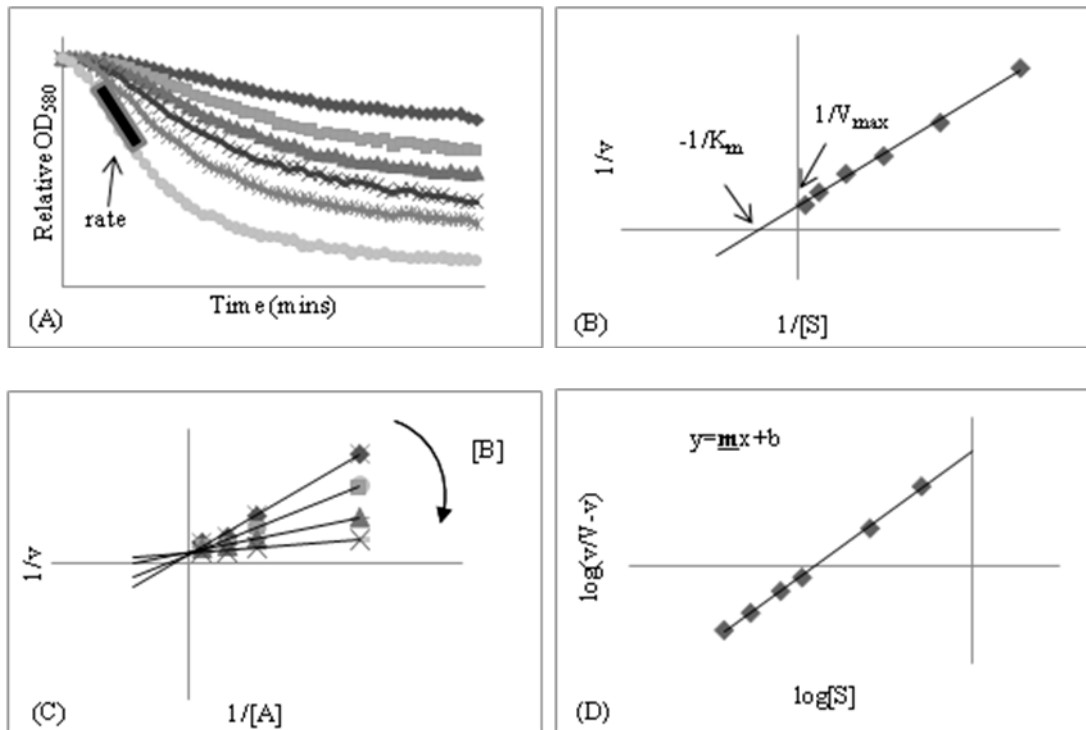 Relative OD580
rate
Time (mins)
(A)
1/v
-1/Km
1/Vmax
1/[S]
(B)
1/v
[B]
1/[A]
(C)
y=mx+b
log(v/V-v)
log[S]
(D)